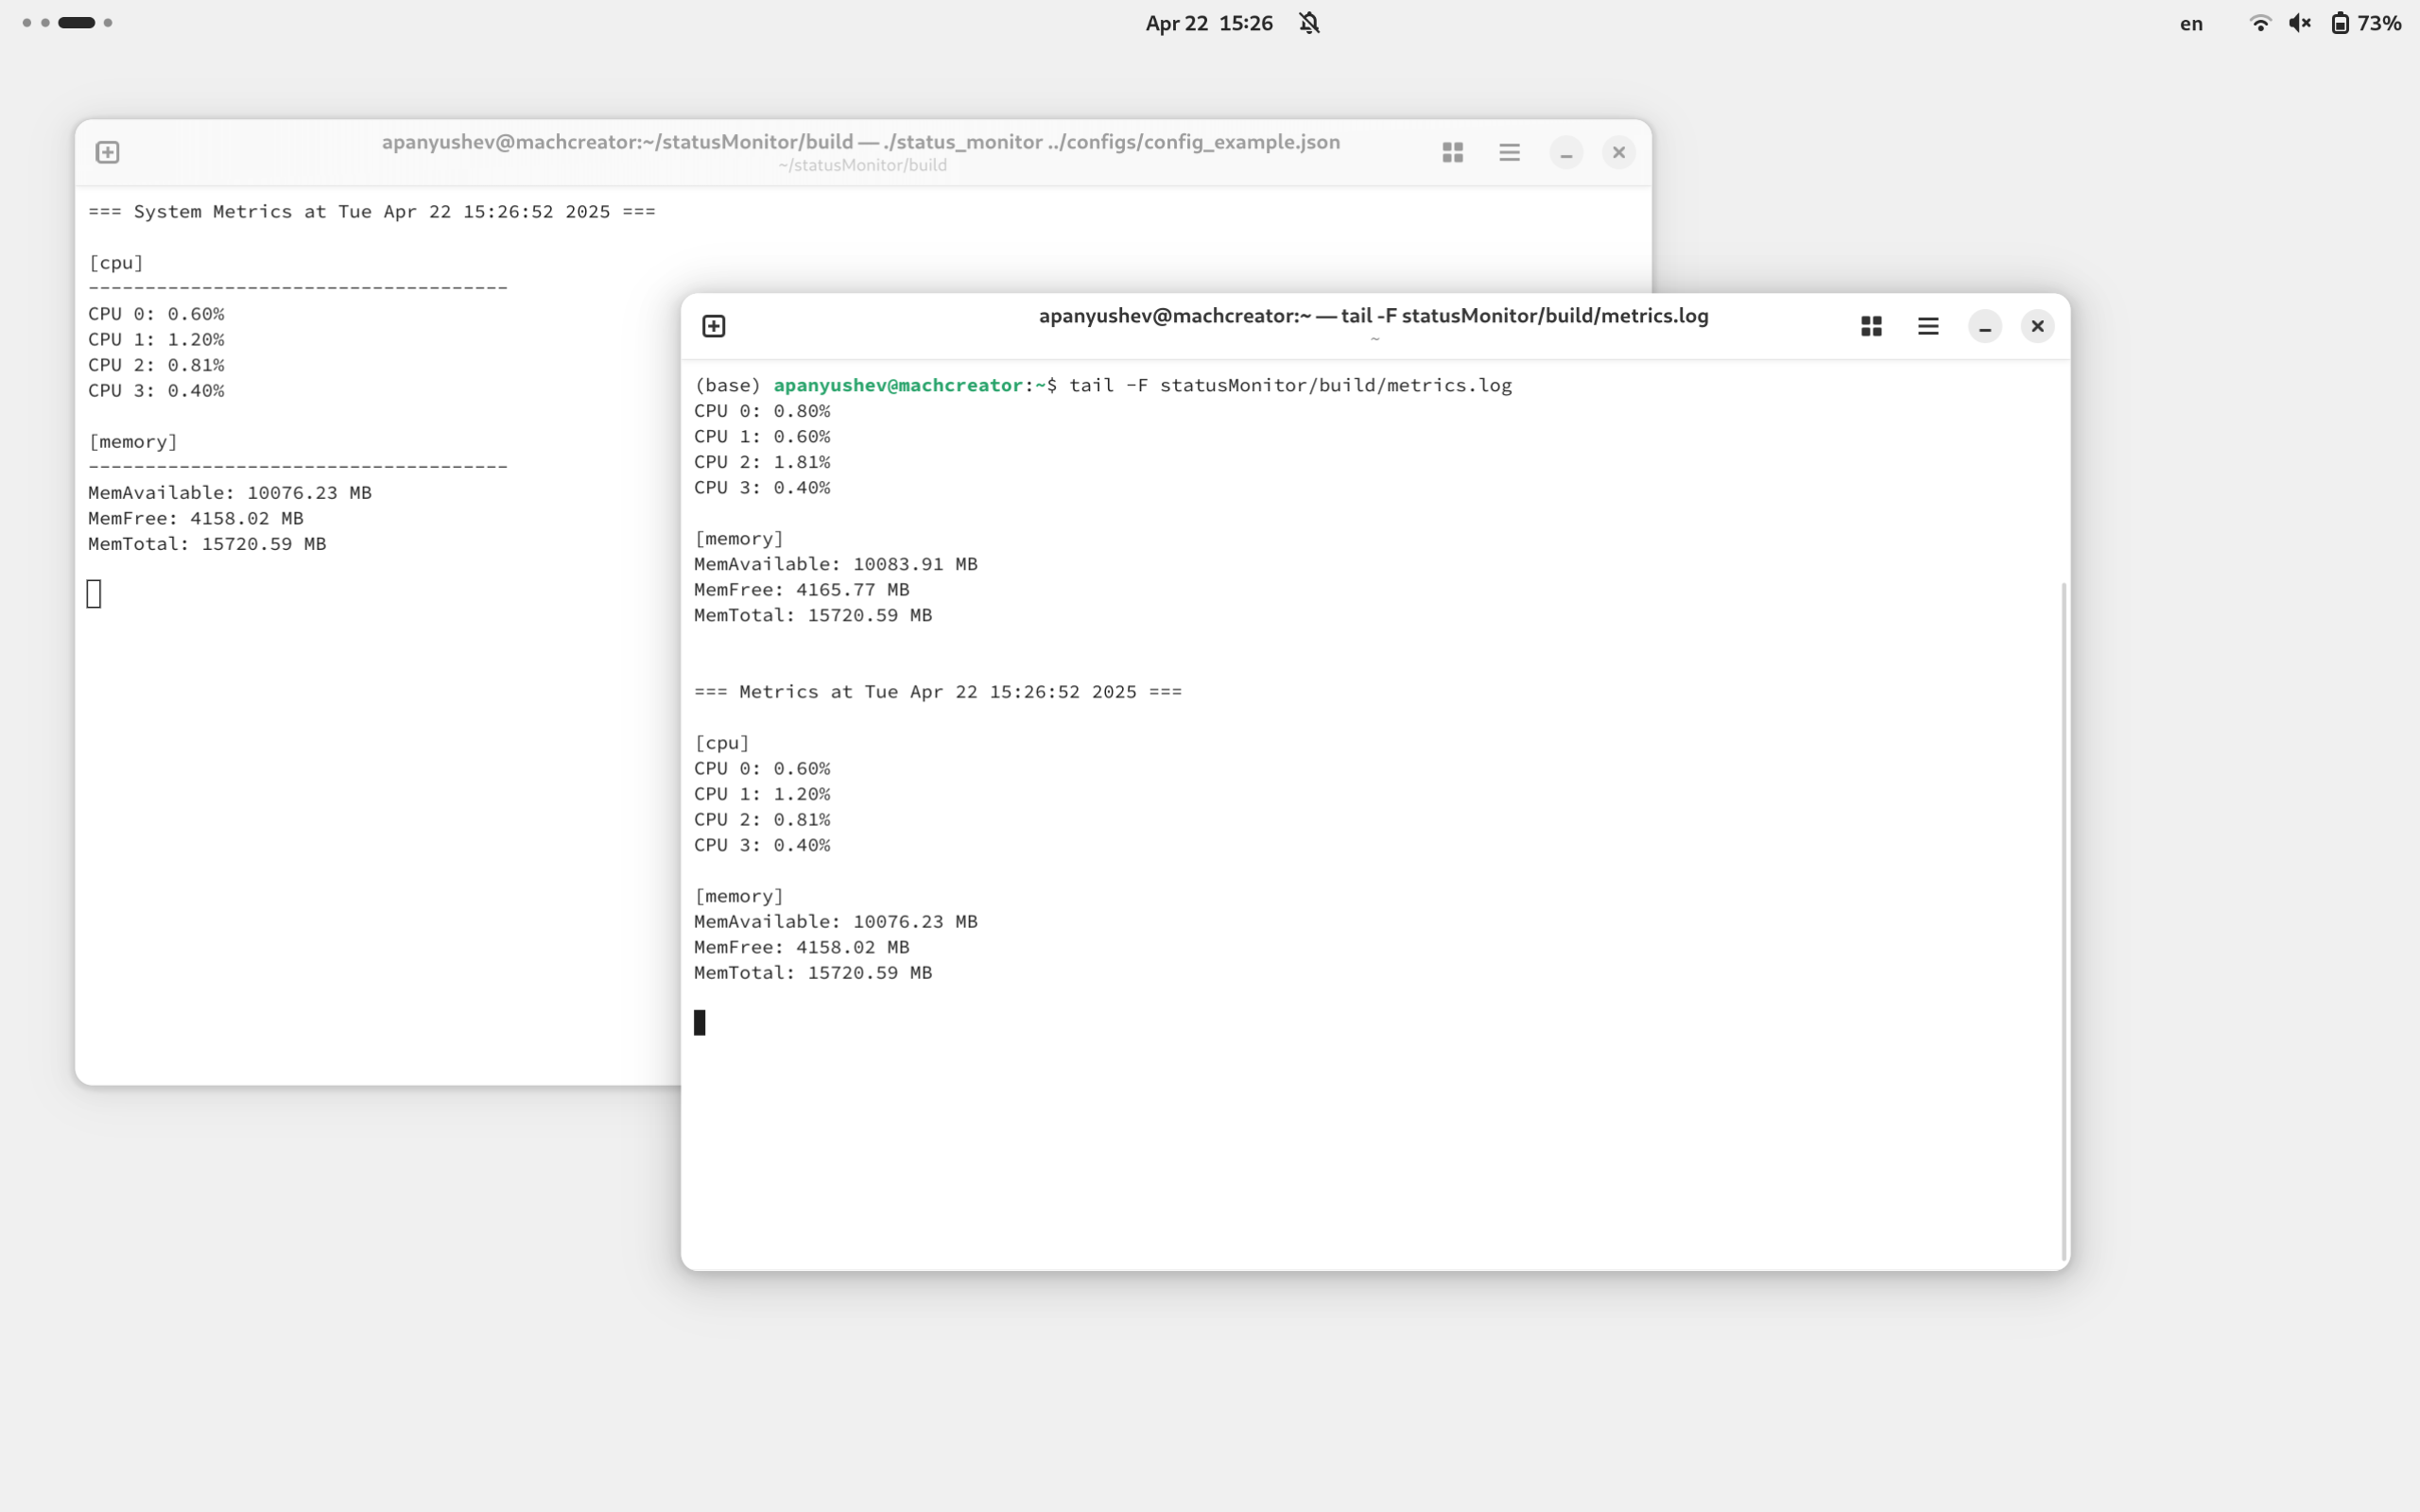 Apr 22 15:26
en
73%
apanyushev@machcreator:~/statusMonitor/build — ./status_monitor ../configs/config_example.json
~/statusMonitor/build
=== System Metrics at Tue Apr 22 15:26:52 2025 ===
[cpu]
-------------------------------------
CPU 0: 0.60%
CPU 1: 1.20%
CPU 2: 0.81%
CPU 3: 0.40%
[memory]
-------------------------------------
MemAvailable: 10076.23 MB
MemFree: 4158.02 MB
MemTotal: 15720.59 MB
apanyushev@machcreator:~ — tail -F statusMonitor/build/metrics.log
~
(base) apanyushev@machcreator:~$ tail -F statusMonitor/build/metrics.log
CPU 0: 0.80%
CPU 1: 0.60%
CPU 2: 1.81%
CPU 3: 0.40%
[memory]
MemAvailable: 10083.91 MB
MemFree: 4165.77 MB
MemTotal: 15720.59 MB
=== Metrics at Tue Apr 22 15:26:52 2025 ===
[cpu]
CPU 0: 0.60%
CPU 1: 1.20%
CPU 2: 0.81%
CPU 3: 0.40%
[memory]
MemAvailable: 10076.23 MB
MemFree: 4158.02 MB
MemTotal: 15720.59 MB